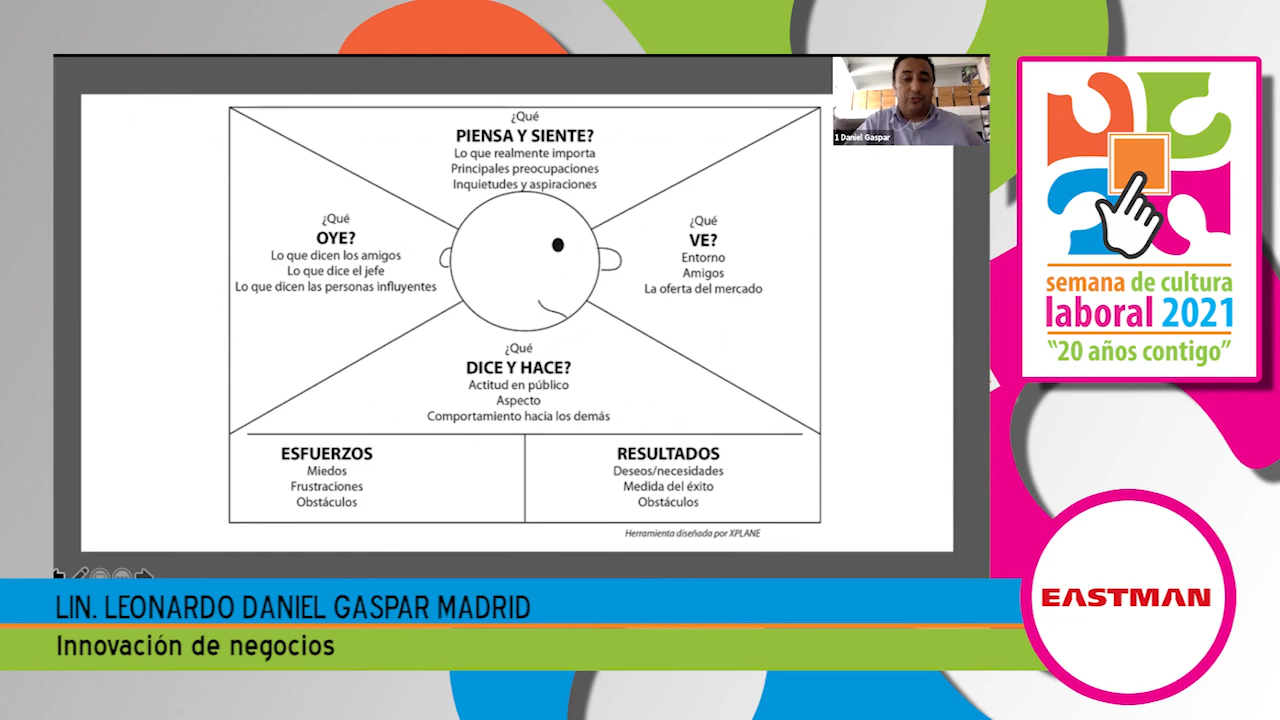 ¿Qué
PIENSA Y SIENTE?
Lo que realmente importa
Principales preocupaciones
Inquietudes y aspiraciones
¿Qué
OYE?
Lo que dicen los amigos
Lo que dice el jefe
Lo que dicen las personas influyentes
¿Qué
VE?
Entorno
Amigos
La oferta del mercado
¿Qué
DICE Y HACE?
Actitud en público
Aspecto
Comportamiento hacia los demás
ESFUERZOS
Miedos
Frustraciones
Obstáculos
RESULTADOS
Deseos/necesidades
Medida del éxito
Obstáculos
Herramienta diseñada por XPLANE
1 Daniel Gaspar
semana de cultura
laboral 2021
"20 años contigo"
LIN. LEONARDO DANIEL GASPAR MADRID
Innovación de negocios
EASTMAN